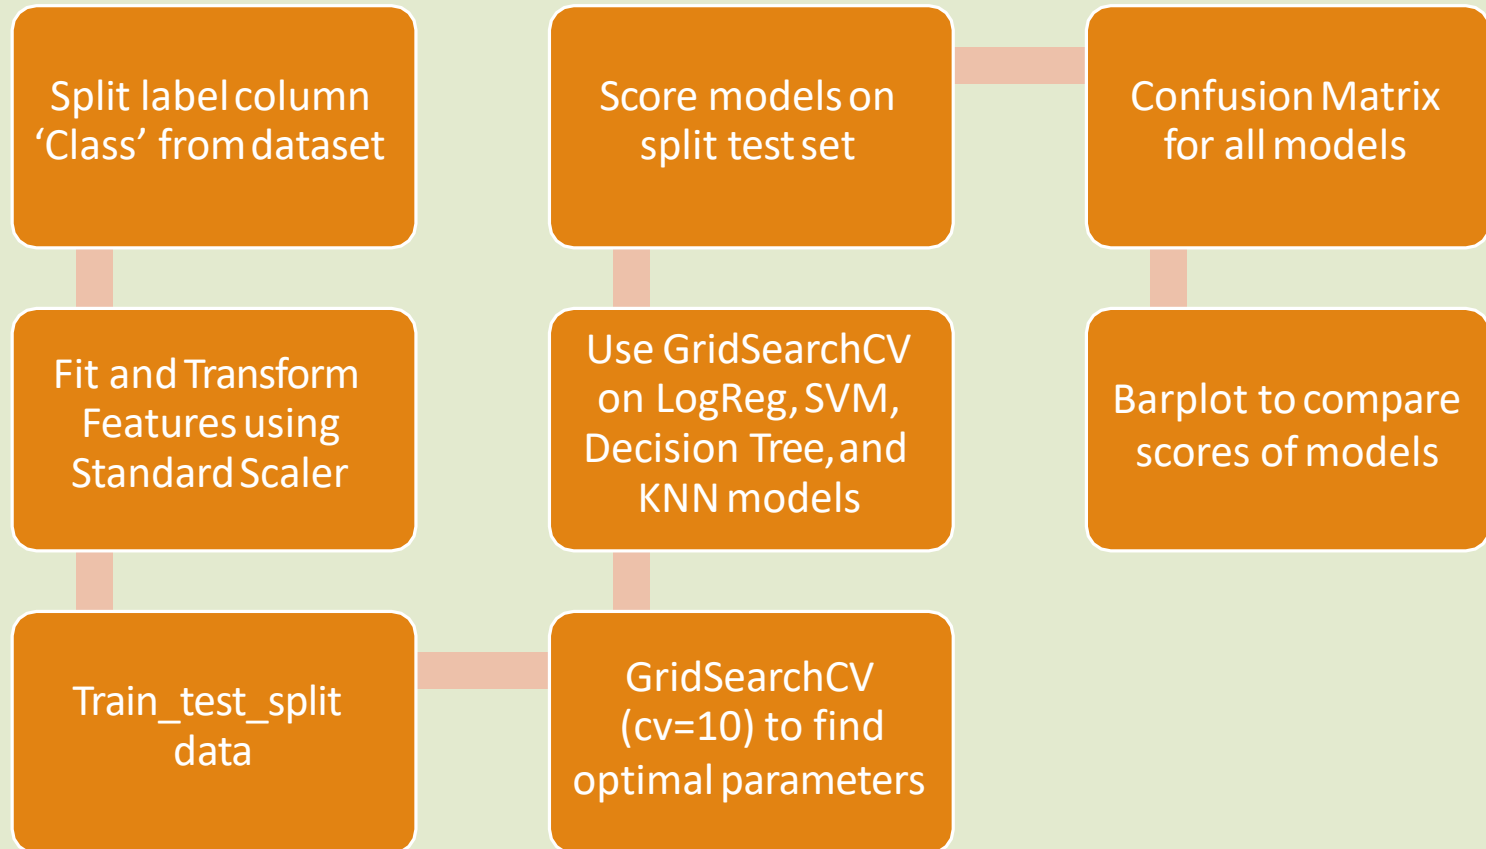 Split label column
‘Class’ from dataset
Fit and Transform
Features using
Standard Scaler
Train_test_split
data
GridSearchCV
(cv=10) to find
optimal parameters
Use GridSearchCV
on LogReg, SVM,
Decision Tree, and
KNN models
Score models on
split test set
Confusion Matrix
for all models
Barplot to compare
scores of models